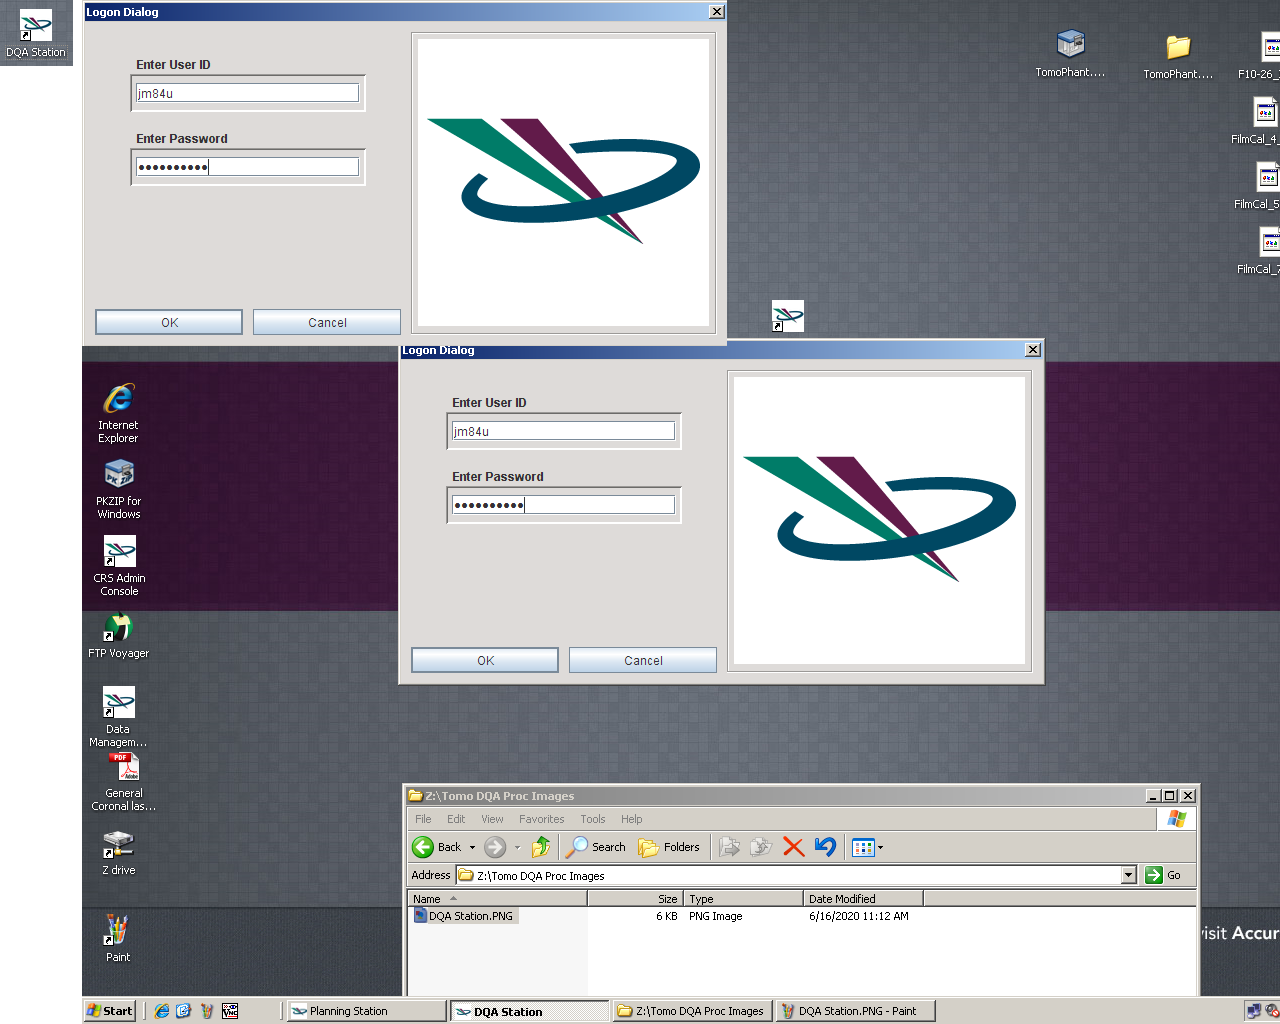 DQA Station
Logon Dialog
Enter User ID
jm84u
Enter Password
OK
Cancel
TomoPhant....
TomoPhant....
F10-26_
FilmCal_4_
FilmCal_5
FilmCal_7
Logon Dialog
Enter User ID
jm84u
Enter Password
OK
Cancel
Internet
Explorer
PKZIP for
Windows
CRS Admin
Console
FTP Voyager
Data
Managem...
PDF
Adobe
General
Coronal las...
Z drive
Paint
Z:\Tomo DQA Proc Images
File Edit View Favorites Tools Help
Back Search Folders
Address Z:\Tomo DQA Proc Images Go
Name Size Type Date Modified
DQA Station.PNG 6 KB PNG Image 6/16/2020 11:12 AM
visit Accur
Start Planning Station DQA Station Z:\Tomo DQA Proc Images DQA Station.PNG - Paint